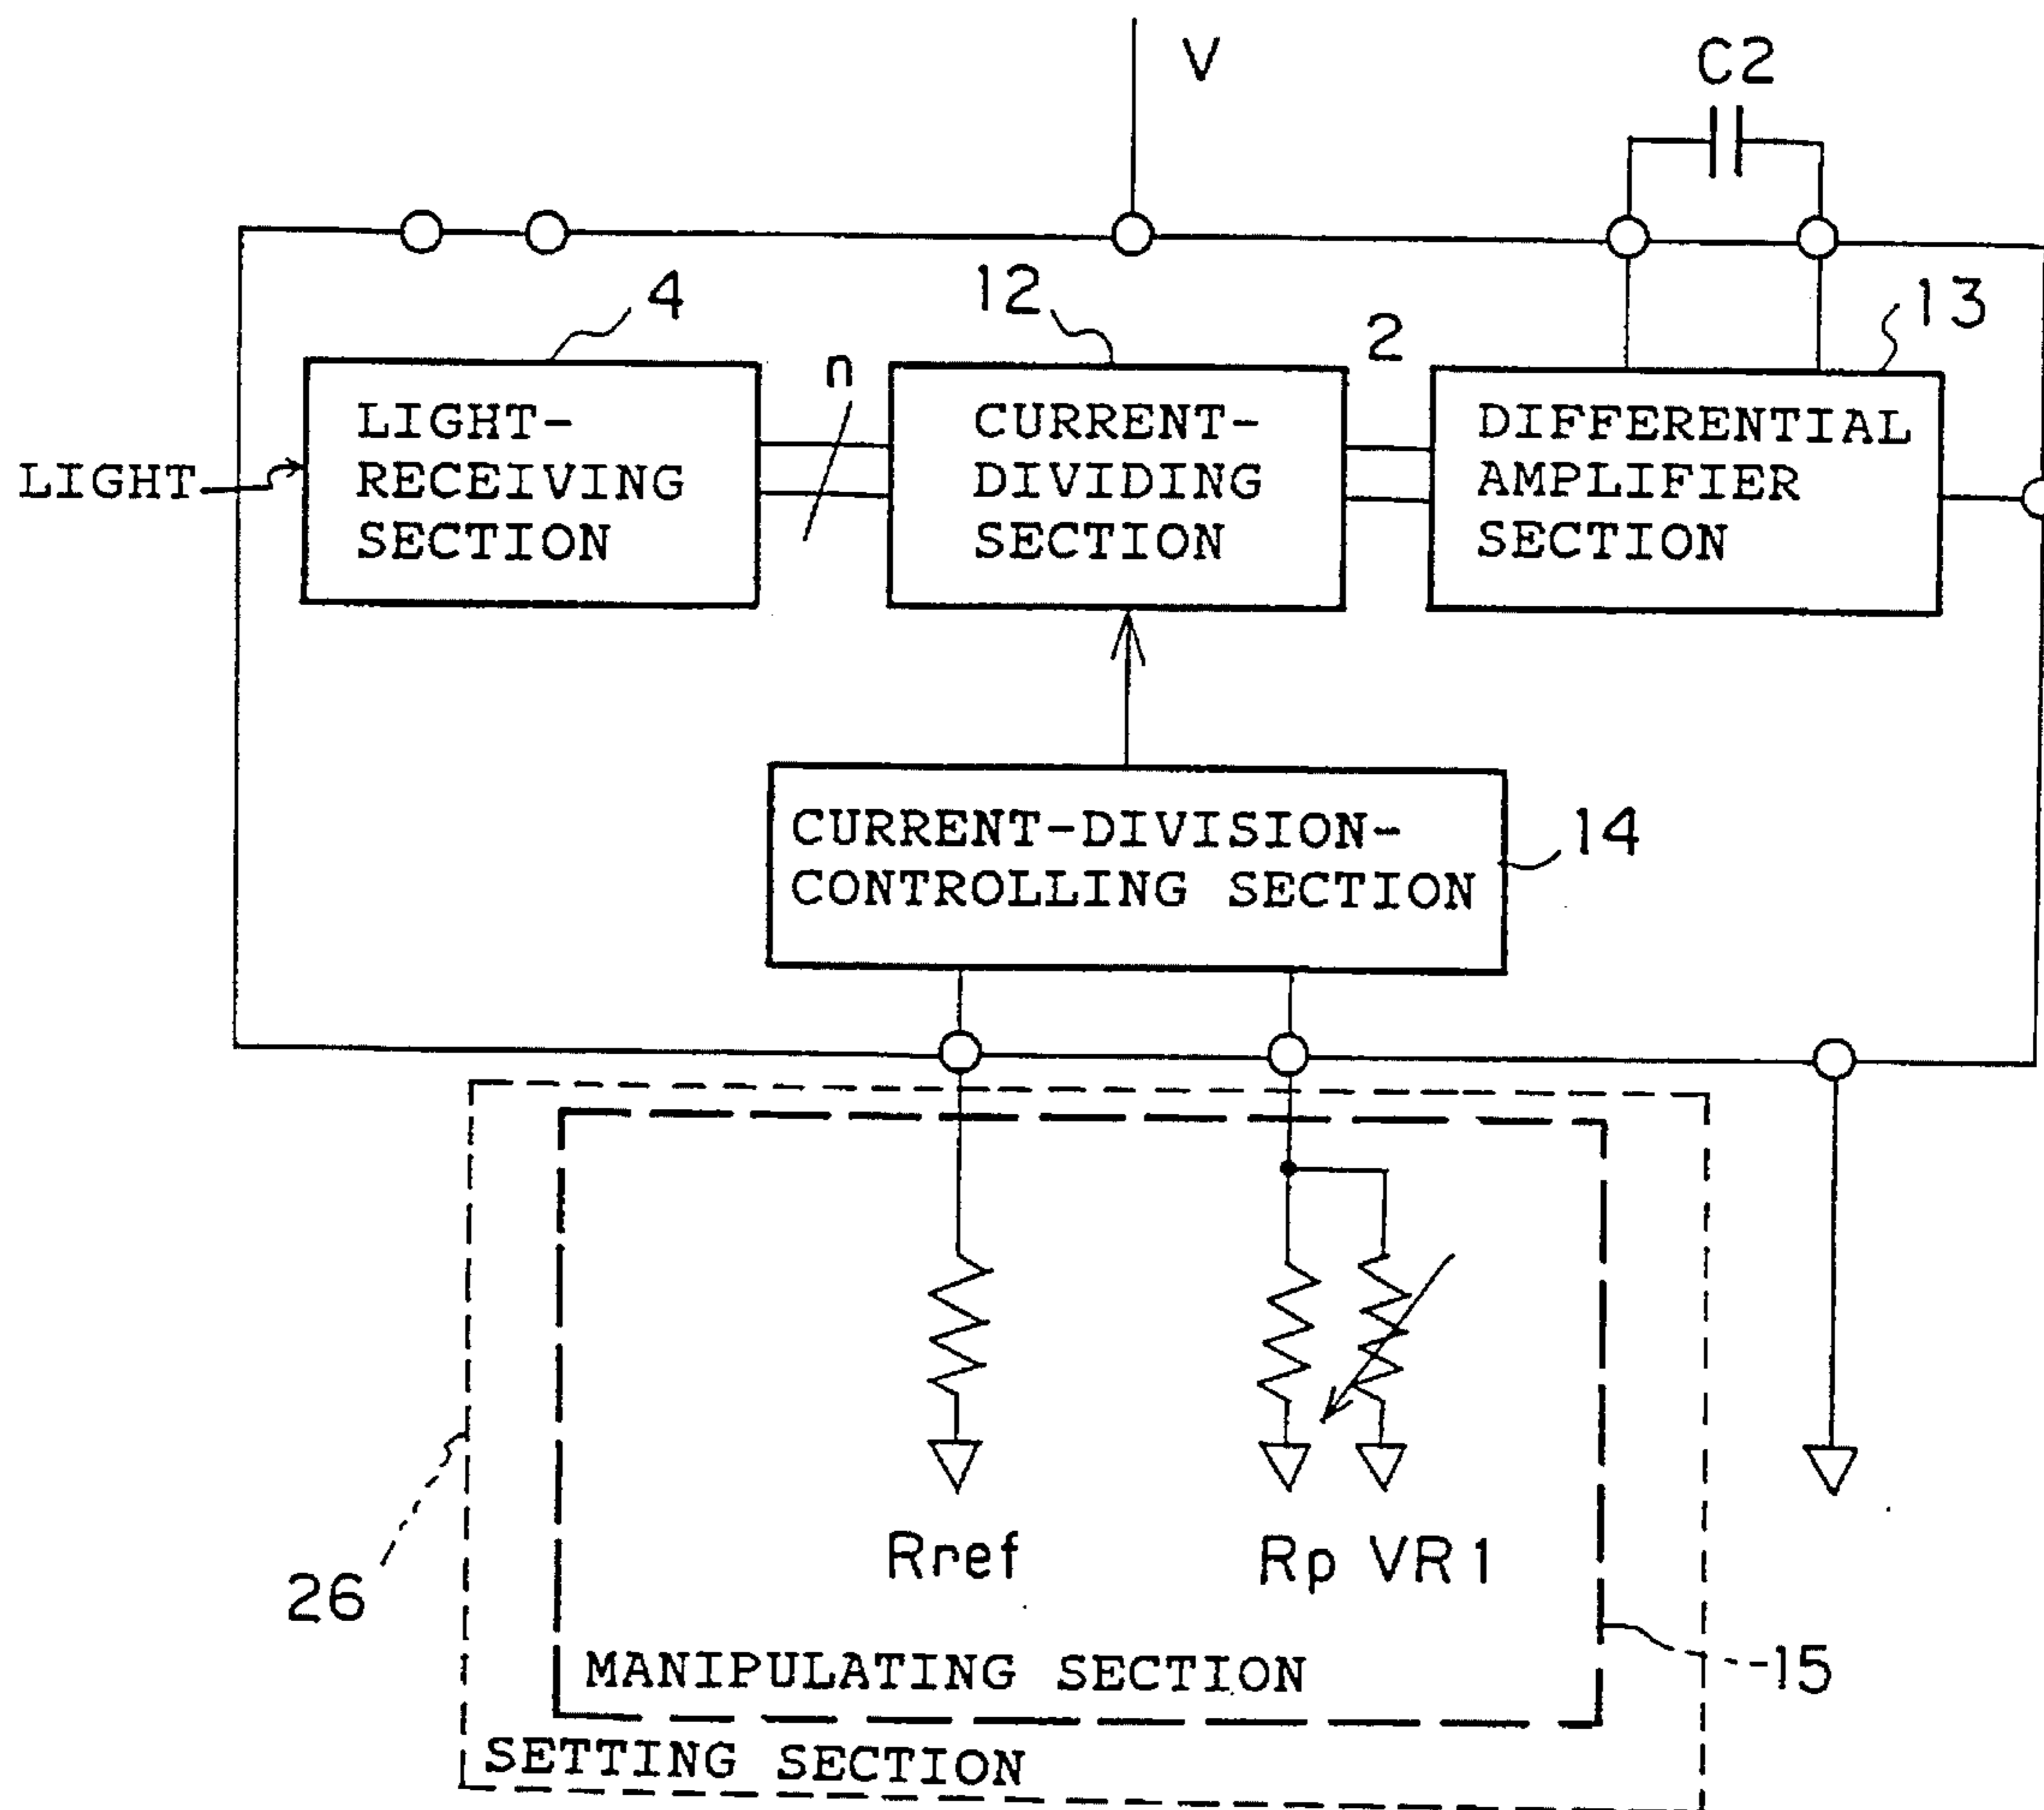 V
C2
4
12
2
13
n
LIGHT
LIGHT-
RECEIVING
SECTION
CURRENT-
DIVIDING
SECTION
DIFFERENTIAL
AMPLIFIER
SECTION
CURRENT-DIVISION-
CONTROLLING SECTION
14
Rref
Rp VR1
26
15
MANIPULATING SECTION
SETTING SECTION